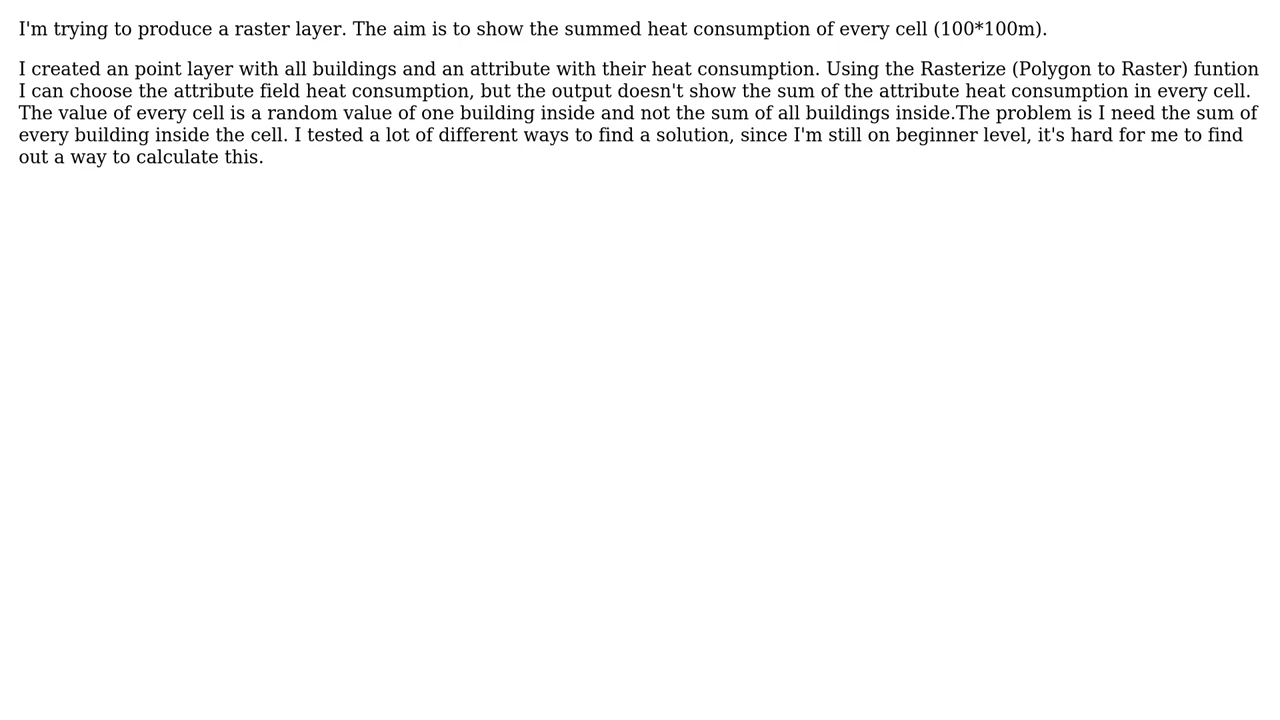 I'm trying to produce a raster layer. The aim is to show the summed heat consumption of every cell (100*100m).
I created an point layer with all buildings and an attribute with their heat consumption. Using the Rasterize (Polygon to Raster) funtion
I can choose the attribute field heat consumption, but the output doesn't show the sum of the attribute heat consumption in every cell.
The value of every cell is a random value of one building inside and not the sum of all buildings inside.The problem is I need the sum of
every building inside the cell. I tested a lot of different ways to find a solution, since I'm still on beginner level, it's hard for me to find
out a way to calculate this.